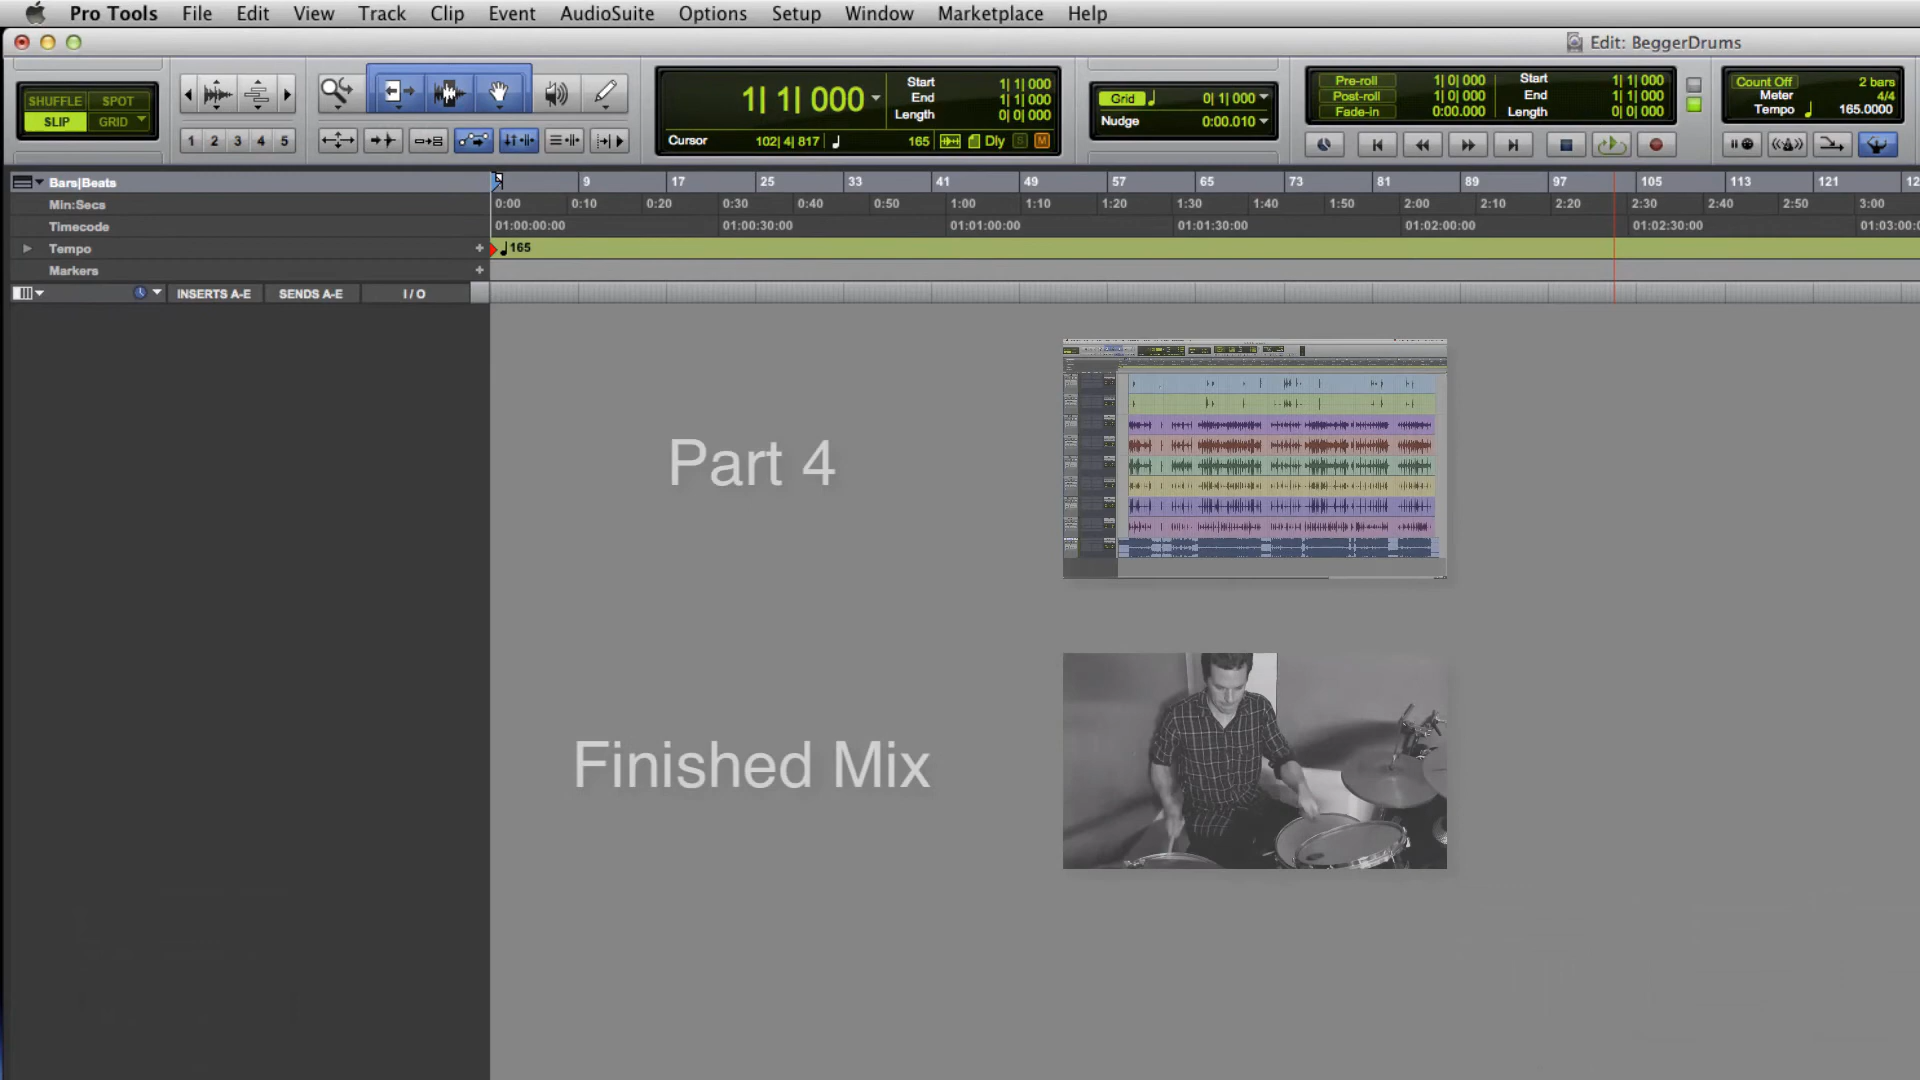 Pro Tools File Edit View Track Clip Event AudioSuite Options Setup Window Marketplace Help
Edit: BeggerDrums
SHUFFLE SPOT
SLIP GRID
1 2 3 4 5
1| 1| 000
Start 1| 1| 000
End 1| 1| 000
Length 0| 0| 000
Cursor 102| 4| 817 165 Dly S M
Grid 0| 1| 000
Nudge 0:00.010
Pre-roll 1| 0| 000 Start 1| 1| 000
Post-roll 1| 0| 000 End 1| 1| 000
Fade-in 0:00.000 Length 0| 0| 000
Count Off 2 bars
Meter 4/4
Tempo 165.0000
Bars|Beats 9 17 25 33 41 49 57 65 73 81 89 97 105 113 121
Min:Secs 0:00 0:10 0:20 0:30 0:40 0:50 1:00 1:10 1:20 1:30 1:40 1:50 2:00 2:10 2:20 2:30 2:40 2:50 3:00
Timecode 01:00:00:00 01:00:30:00 01:01:00:00 01:01:30:00 01:02:00:00 01:02:30:00 01:03:00:0
Tempo + 165
Markers +
INSERTS A-E SENDS A-E I / O
Part 4
Finished Mix